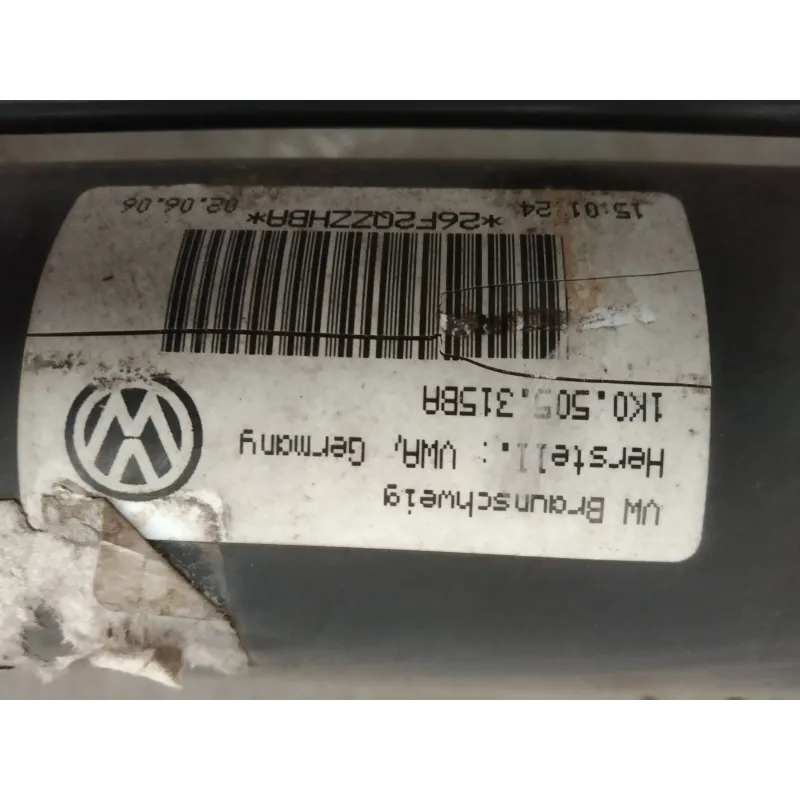 VW Braunschweig
Herstell.: VWA, Germany
1K0.505.315BA
*26F2QZZHBA*
15:01:24 02.06.06